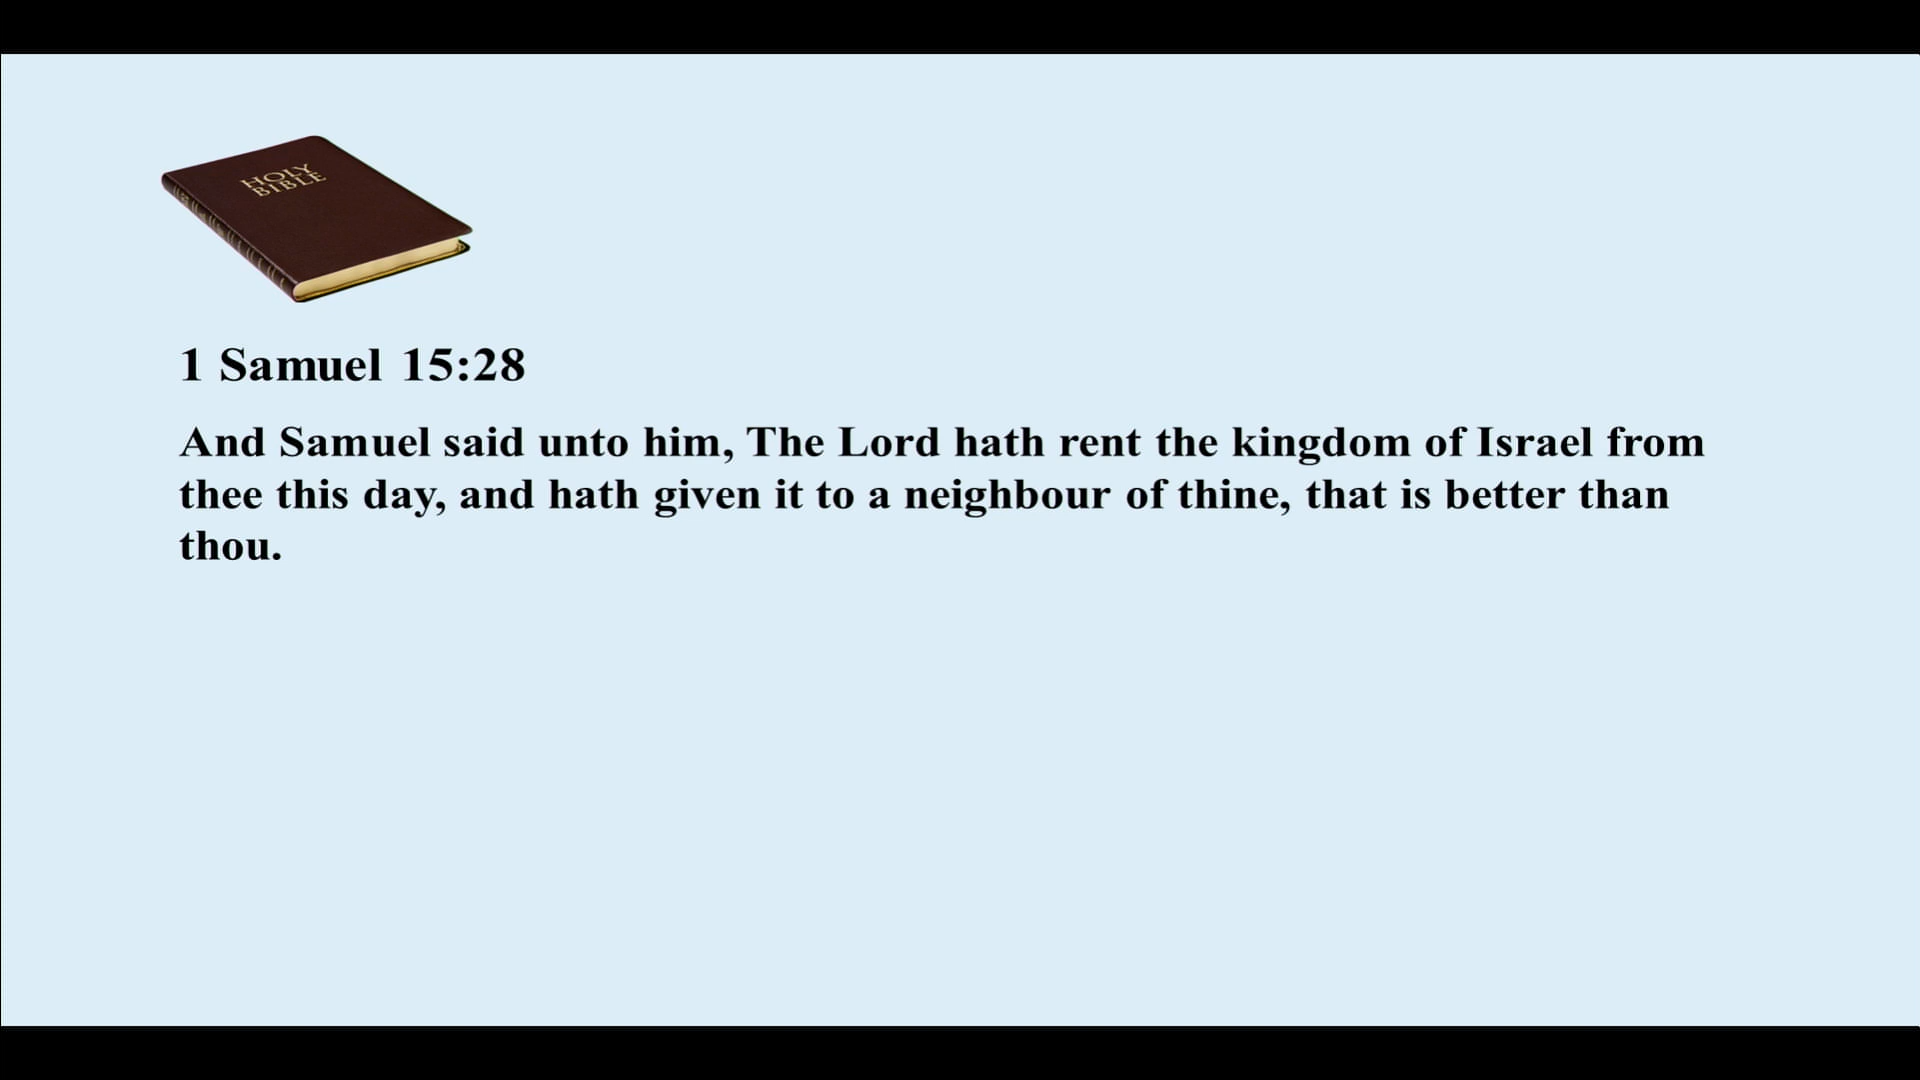 HOLY
BIBLE
1 Samuel 15:28
And Samuel said unto him, The Lord hath rent the kingdom of Israel from
thee this day, and hath given it to a neighbour of thine, that is better than
thou.